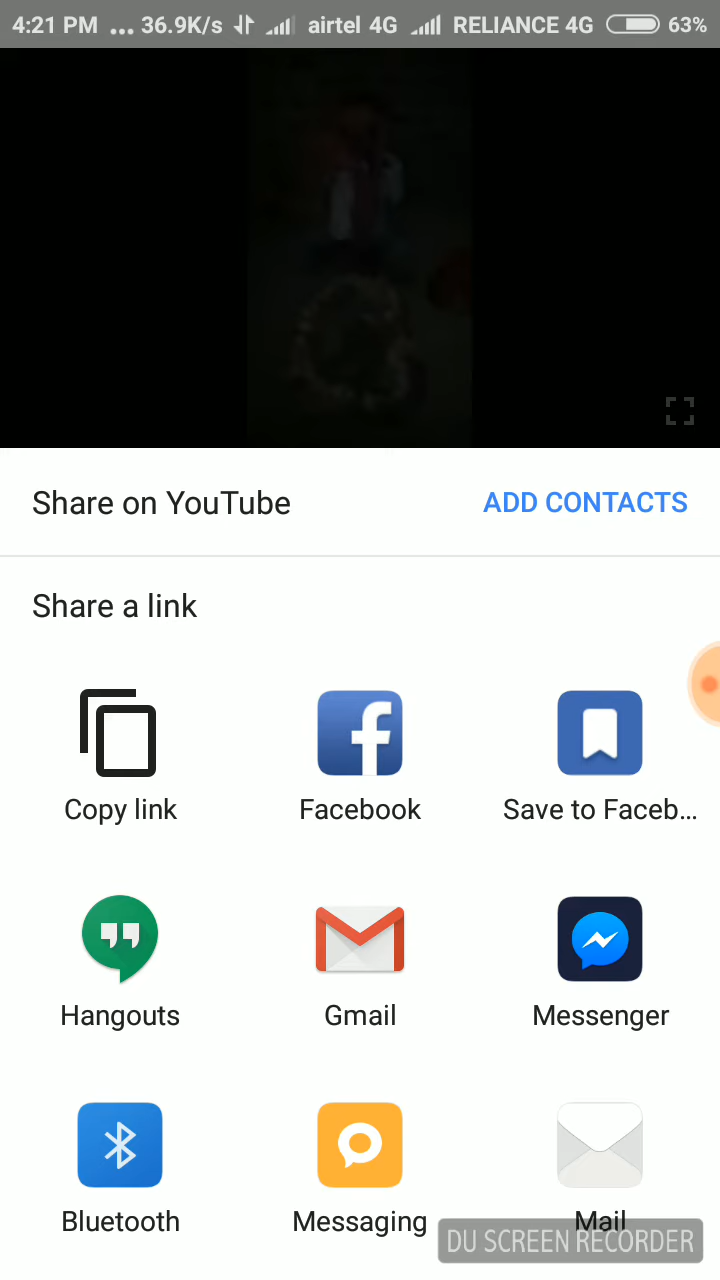 4:21 PM ... 36.9K/s airtel 4G RELIANCE 4G 63%
Share on YouTube ADD CONTACTS
Share a link
Copy link Facebook Save to Faceb...
Hangouts Gmail Messenger
Bluetooth Messaging Mail
DU SCREEN RECORDER